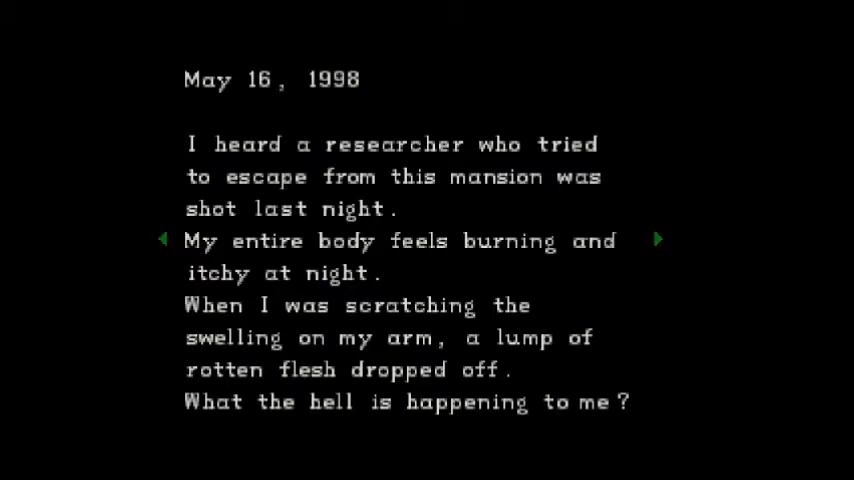 May 16, 1998
I heard a researcher who tried
to escape from this mansion was
shot last night.
My entire body feels burning and
itchy at night.
When I was scratching the
swelling on my arm, a lump of
rotten flesh dropped off.
What the hell is happening to me?